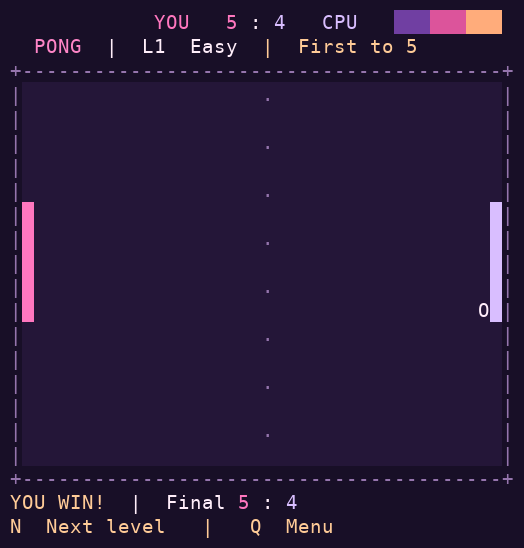 YOU 5 : 4 CPU
PONG | L1 Easy | First to 5
O
YOU WIN! | Final 5 : 4
N Next level | Q Menu